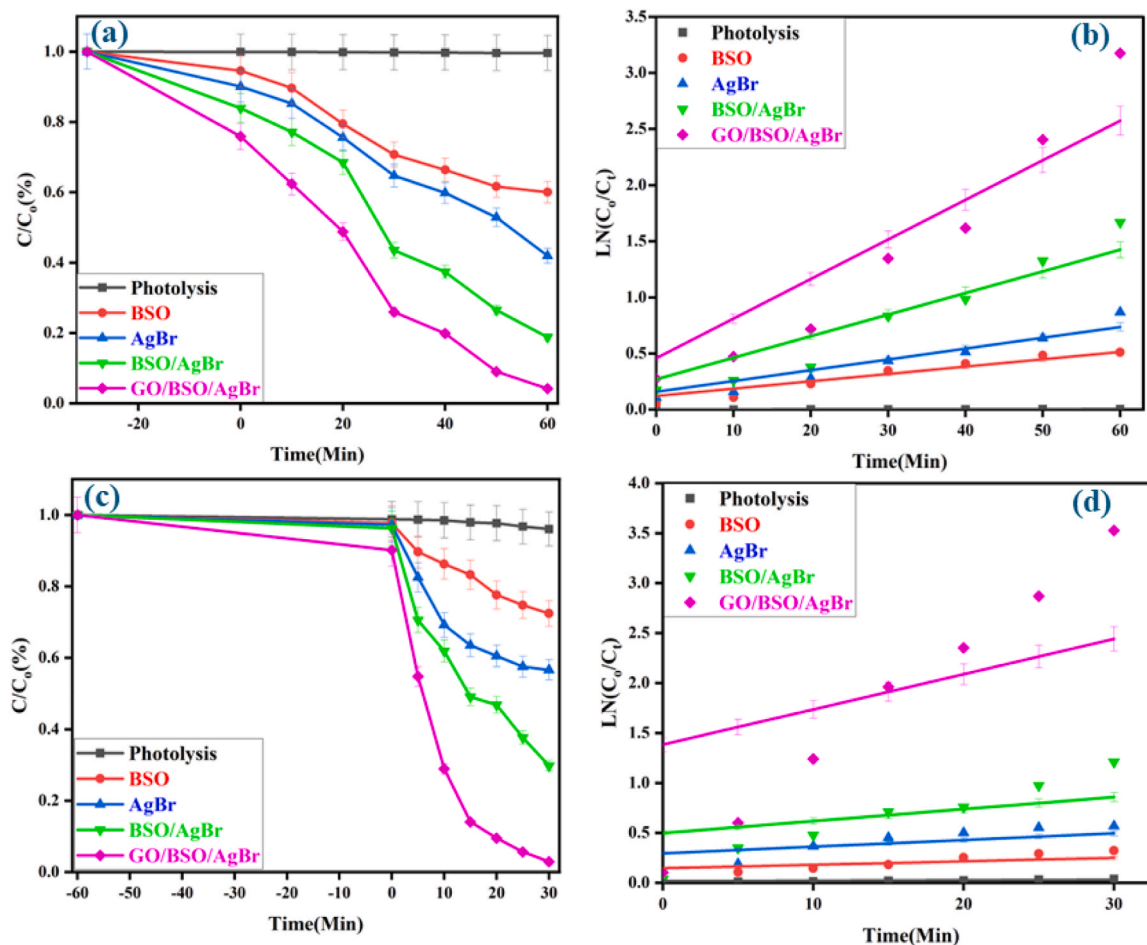 (a)
C/Co(%)
1.0
0.8
0.6
0.4
0.2
0.0
Photolysis
BSO
AgBr
BSO/AgBr
GO/BSO/AgBr
-20 0 20 40 60
Time(Min)
(b)
LN(Co/Ct)
3.5
3.0
2.5
2.0
1.5
1.0
0.5
0.0
Photolysis
BSO
AgBr
BSO/AgBr
GO/BSO/AgBr
0 10 20 30 40 50 60
Time(Min)
(c)
C/Co(%)
1.0
0.8
0.6
0.4
0.2
0.0
Photolysis
BSO
AgBr
BSO/AgBr
GO/BSO/AgBr
-60 -50 -40 -30 -20 -10 0 10 20 30
Time(Min)
(d)
LN(Co/Ct)
4.0
3.5
3.0
2.5
2.0
1.5
1.0
0.5
0.0
Photolysis
BSO
AgBr
BSO/AgBr
GO/BSO/AgBr
0 10 20 30
Time(Min)